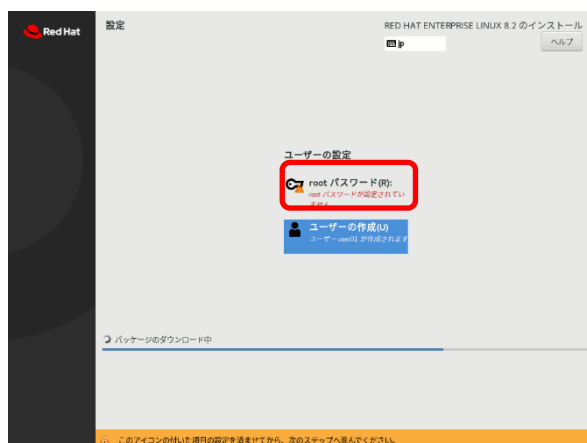 Red Hat
設定
RED HAT ENTERPRISE LINUX 8.2 のインストール
jp
ヘルプ
ユーザーの設定
root パスワード(R):
root パスワードが設定されてい
ません
ユーザーの作成(U)
ユーザー user01 が作成されます
パッケージのダウンロード中
このアイコンの付いた項目の設定を済ませてから、次のステップへ進んでください。